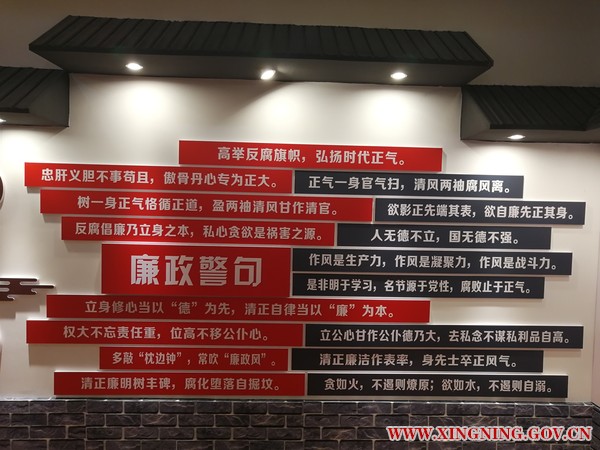 高举反腐旗帜，弘扬时代正气。
忠肝义胆不事苟且，傲骨丹心专为正大。
正气一身官气扫，清风两袖腐风离。
树一身正气恪循正道，盈两袖清风甘作清官。
欲影正先端其表，欲自廉先正其身。
反腐倡廉乃立身之本，私心贪欲是祸害之源。
人无德不立，国无德不强。
廉政警句
作风是生产力，作风是凝聚力，作风是战斗力。
是非明于学习，名节源于党性，腐败止于正气。
立身修心当以“德”为先，清正自律当以“廉”为本。
权大不忘责任重，位高不移公仆心。
立公心甘作公仆德乃大，去私念不谋私利品自高。
多敲“枕边钟”，常吹“廉政风”。
清正廉洁作表率，身先士卒正风气。
清正廉明树丰碑，腐化堕落自掘坟。
贪如火，不遏则燎原；欲如水，不遏则自溺。
WWW.XINGNING.GOV.CN